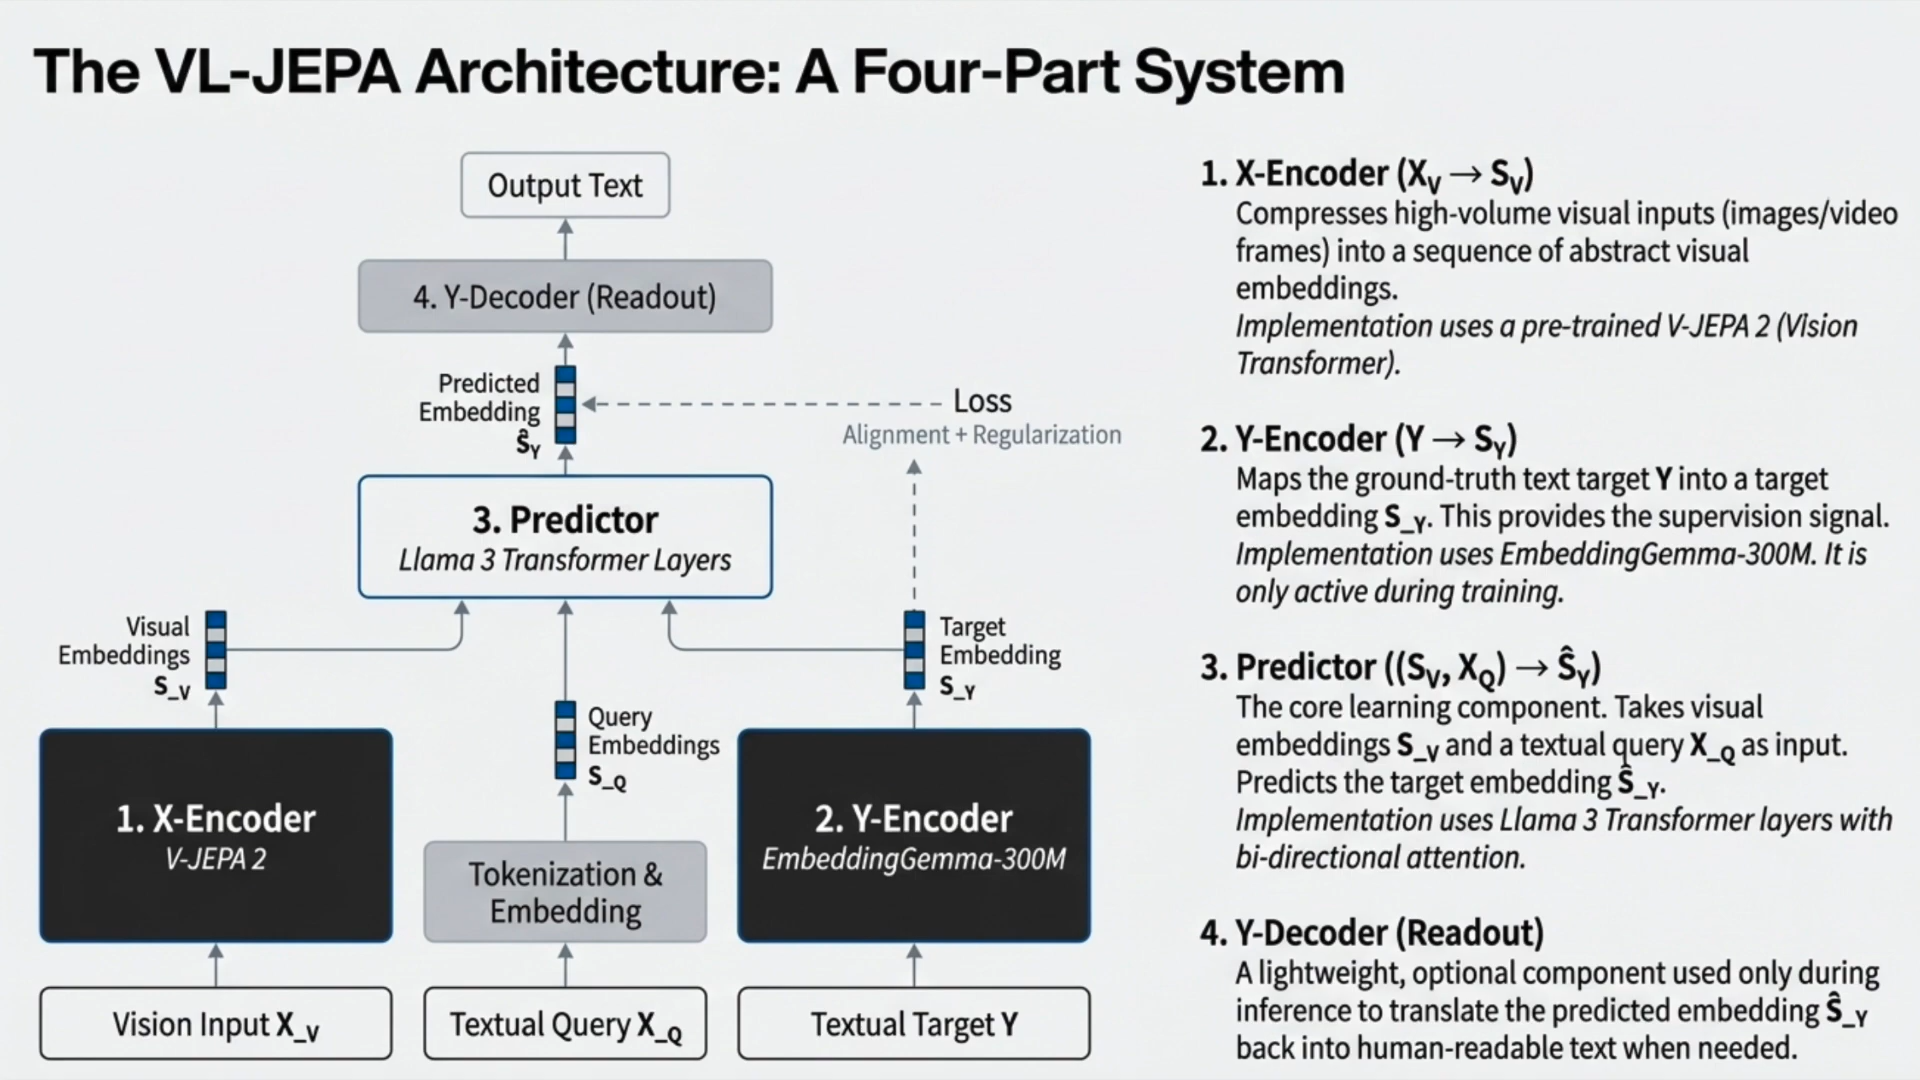 The VL-JEPA Architecture: A Four-Part System
Output Text
4. Y-Decoder (Readout)
Predicted
Embedding
Ŝ_Y
Loss
Alignment + Regularization
3. Predictor
Llama 3 Transformer Layers
Visual
Embeddings
S_V
Target
Embedding
S_Y
Query
Embeddings
S_Q
1. X-Encoder
V-JEPA 2
Tokenization &
Embedding
2. Y-Encoder
EmbeddingGemma-300M
Vision Input X_V
Textual Query X_Q
Textual Target Y
1. X-Encoder (X_V → S_V)
Compresses high-volume visual inputs (images/video
frames) into a sequence of abstract visual
embeddings.
Implementation uses a pre-trained V-JEPA 2 (Vision
Transformer).
2. Y-Encoder (Y → S_Y)
Maps the ground-truth text target Y into a target
embedding S_Y. This provides the supervision signal.
Implementation uses EmbeddingGemma-300M. It is
only active during training.
3. Predictor ((S_V, X_Q) → Ŝ_Y)
The core learning component. Takes visual
embeddings S_V and a textual query X_Q as input.
Predicts the target embedding Ŝ_Y.
Implementation uses Llama 3 Transformer layers with
bi-directional attention.
4. Y-Decoder (Readout)
A lightweight, optional component used only during
inference to translate the predicted embedding Ŝ_Y
back into human-readable text when needed.